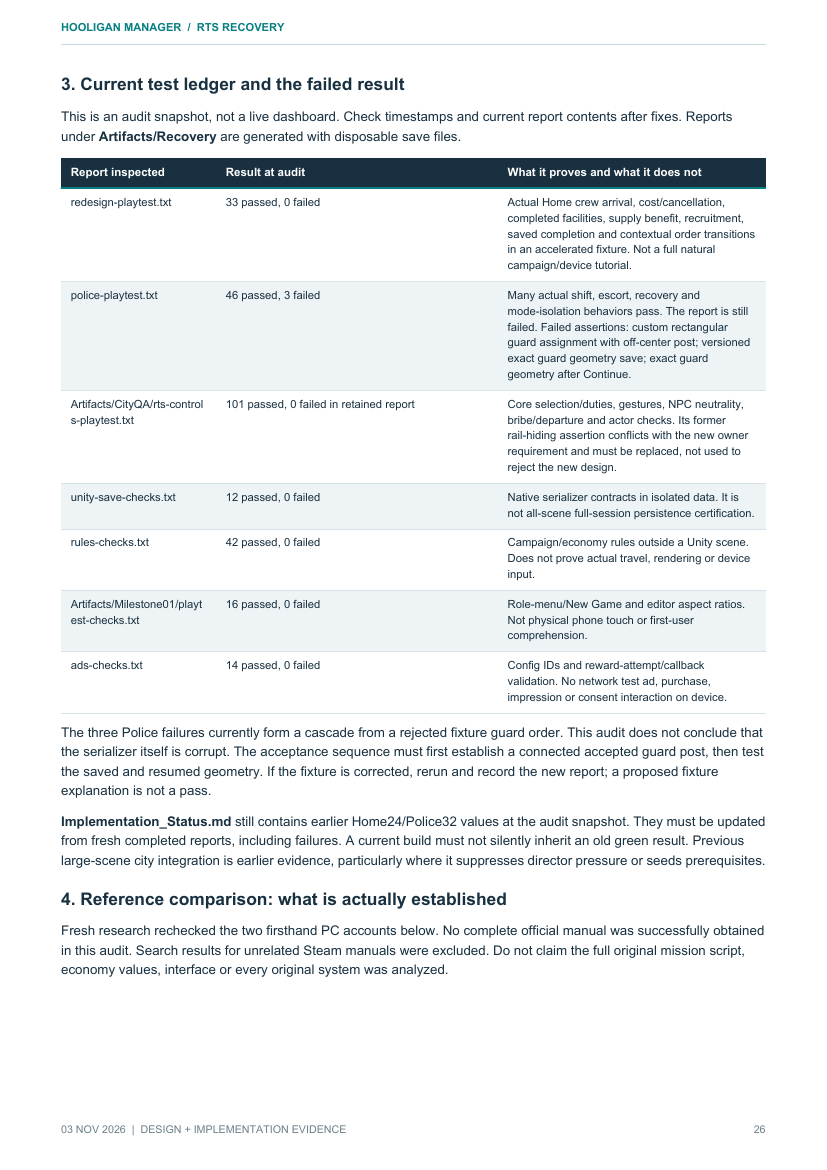 HOOLIGAN MANAGER / RTS RECOVERY
3. Current test ledger and the failed result
This is an audit snapshot, not a live dashboard. Check timestamps and current report contents after fixes. Reports
under Artifacts/Recovery are generated with disposable save files.
Report inspected
Result at audit
What it proves and what it does not
redesign-playtest.txt
33 passed, 0 failed
Actual Home crew arrival, cost/cancellation,
completed facilities, supply benefit, recruitment,
saved completion and contextual order transitions
in an accelerated fixture. Not a full natural
campaign/device tutorial.
police-playtest.txt
46 passed, 3 failed
Many actual shift, escort, recovery and
mode-isolation behaviors pass. The report is still
failed. Failed assertions: custom rectangular
guard assignment with off-center post; versioned
exact guard geometry save; exact guard
geometry after Continue.
Artifacts/CityQA/rts-control
s-playtest.txt
101 passed, 0 failed in retained report
Core selection/duties, gestures, NPC neutrality,
bribe/departure and actor checks. Its former
rail-hiding assertion conflicts with the new owner
requirement and must be replaced, not used to
reject the new design.
unity-save-checks.txt
12 passed, 0 failed
Native serializer contracts in isolated data. It is
not all-scene full-session persistence certification.
rules-checks.txt
42 passed, 0 failed
Campaign/economy rules outside a Unity scene.
Does not prove actual travel, rendering or device
input.
Artifacts/Milestone01/playt
est-checks.txt
16 passed, 0 failed
Role-menu/New Game and editor aspect ratios.
Not physical phone touch or first-user
comprehension.
ads-checks.txt
14 passed, 0 failed
Config IDs and reward-attempt/callback
validation. No network test ad, purchase,
impression or consent interaction on device.
The three Police failures currently form a cascade from a rejected fixture guard order. This audit does not conclude that
the serializer itself is corrupt. The acceptance sequence must first establish a connected accepted guard post, then test
the saved and resumed geometry. If the fixture is corrected, rerun and record the new report; a proposed fixture
explanation is not a pass.
Implementation_Status.md still contains earlier Home24/Police32 values at the audit snapshot. They must be updated
from fresh completed reports, including failures. A current build must not silently inherit an old green result. Previous
large-scene city integration is earlier evidence, particularly where it suppresses director pressure or seeds prerequisites.
4. Reference comparison: what is actually established
Fresh research rechecked the two firsthand PC accounts below. No complete official manual was successfully obtained
in this audit. Search results for unrelated Steam manuals were excluded. Do not claim the full original mission script,
economy values, interface or every original system was analyzed.
03 NOV 2026 | DESIGN + IMPLEMENTATION EVIDENCE
26